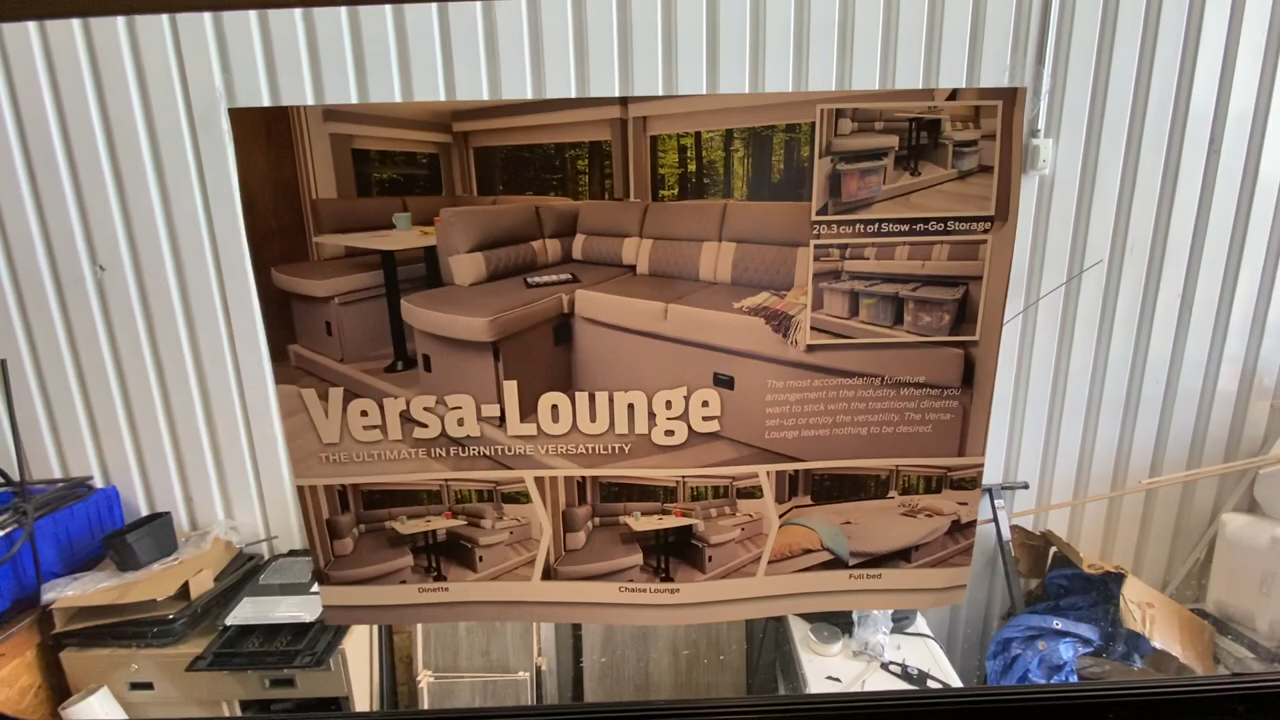 20.3 cu ft of Stow -n-Go Storage
Versa-Lounge
THE ULTIMATE IN FURNITURE VERSATILITY
The most accomodating furniture
arrangement in the industry. Whether you
want to stick with the traditional dinettte
set-up or enjoy the versatility. The Versa-
Lounge leaves nothing to be desired.
Dinette
Chaise Lounge
Full bed